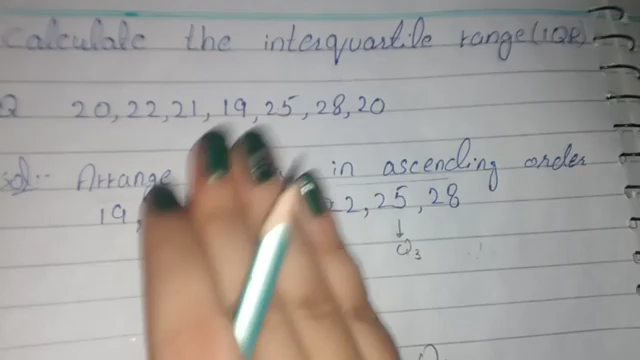 Calculate the interquartile range (IQR)
Q 20, 22, 21, 19, 25, 28, 20
Sol:- Arrange in ascending order
19, 22, 25, 28
↓
Q3